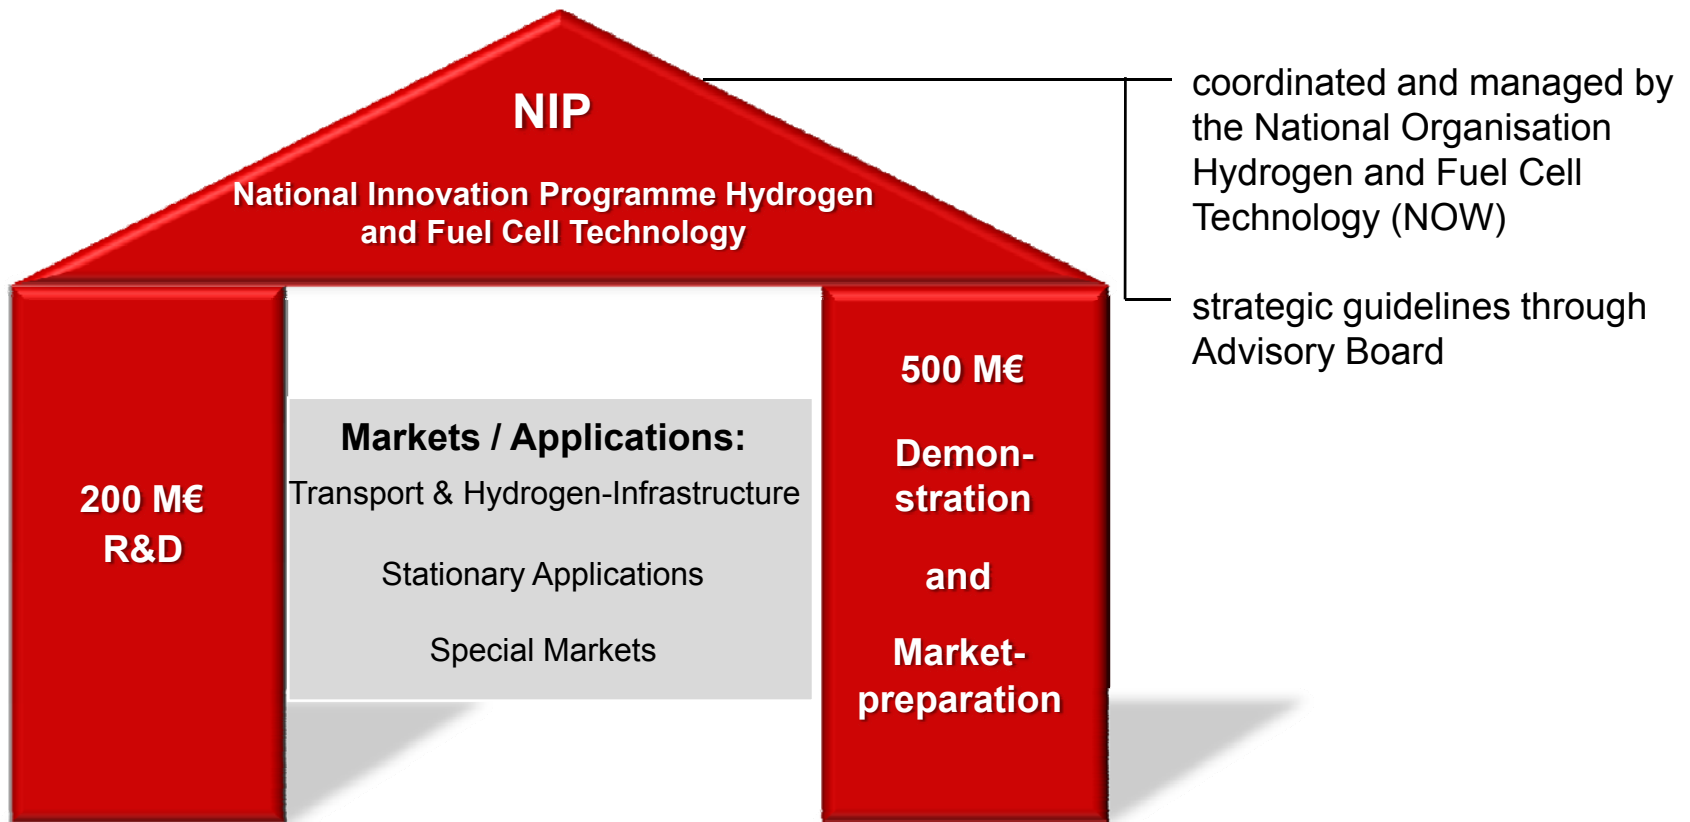 NIP
National Innovation Programme Hydrogen
and Fuel Cell Technology
coordinated and managed by
the National Organisation
Hydrogen and Fuel Cell
Technology (NOW)
strategic guidelines through
Advisory Board
200 M€
R&D
Markets / Applications:
Transport & Hydrogen-Infrastructure
Stationary Applications
Special Markets
500 M€
Demon-
stration
and
Market-
preparation